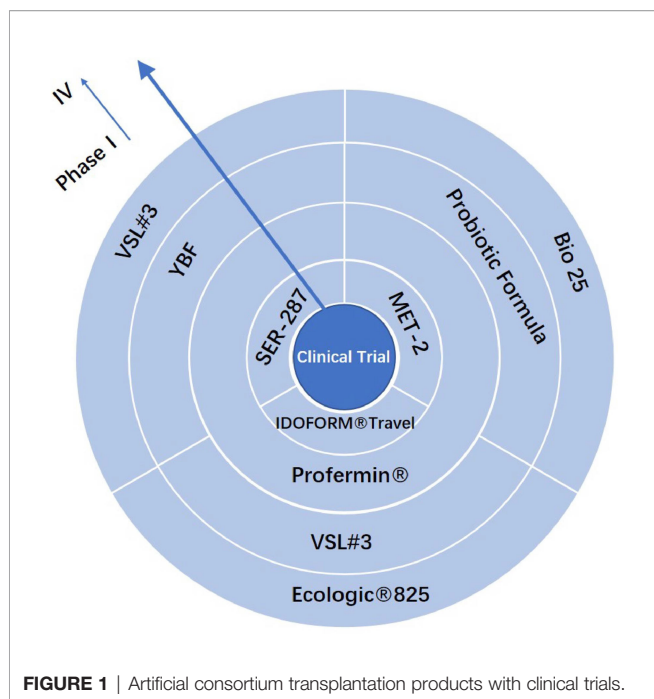 IV
Phase I
VSL#3
YBF
SER-287
MET-2
Probiotic Formula
Bio 25
Clinical Trial
IDOFORM®Travel
Profermin®
VSL#3
Ecologic®825
FIGURE 1 | Artificial consortium transplantation products with clinical trials.